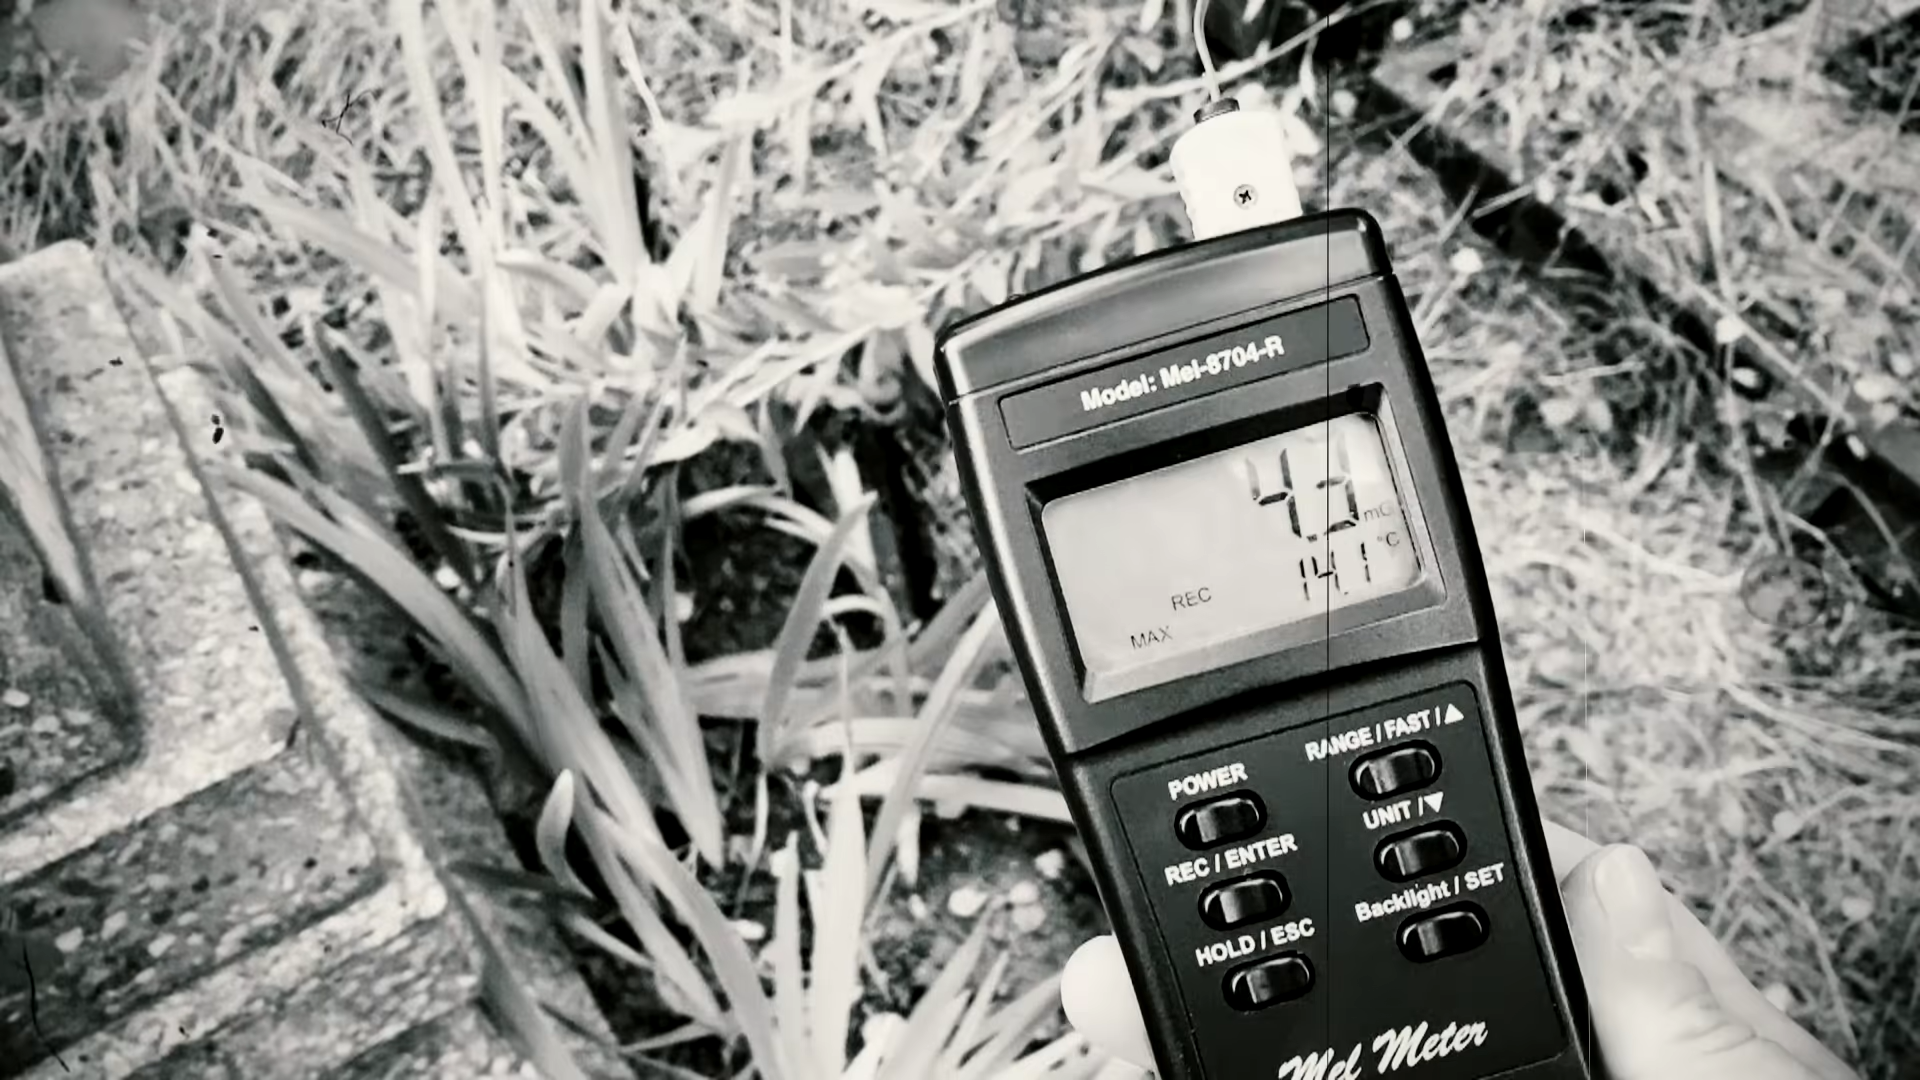 Model: Mel-8704-R
4.3 mG
14.1 °C
REC
MAX
POWER
RANGE / FAST / ▲
REC / ENTER
UNIT / ▼
HOLD / ESC
Backlight / SET
Mel Meter